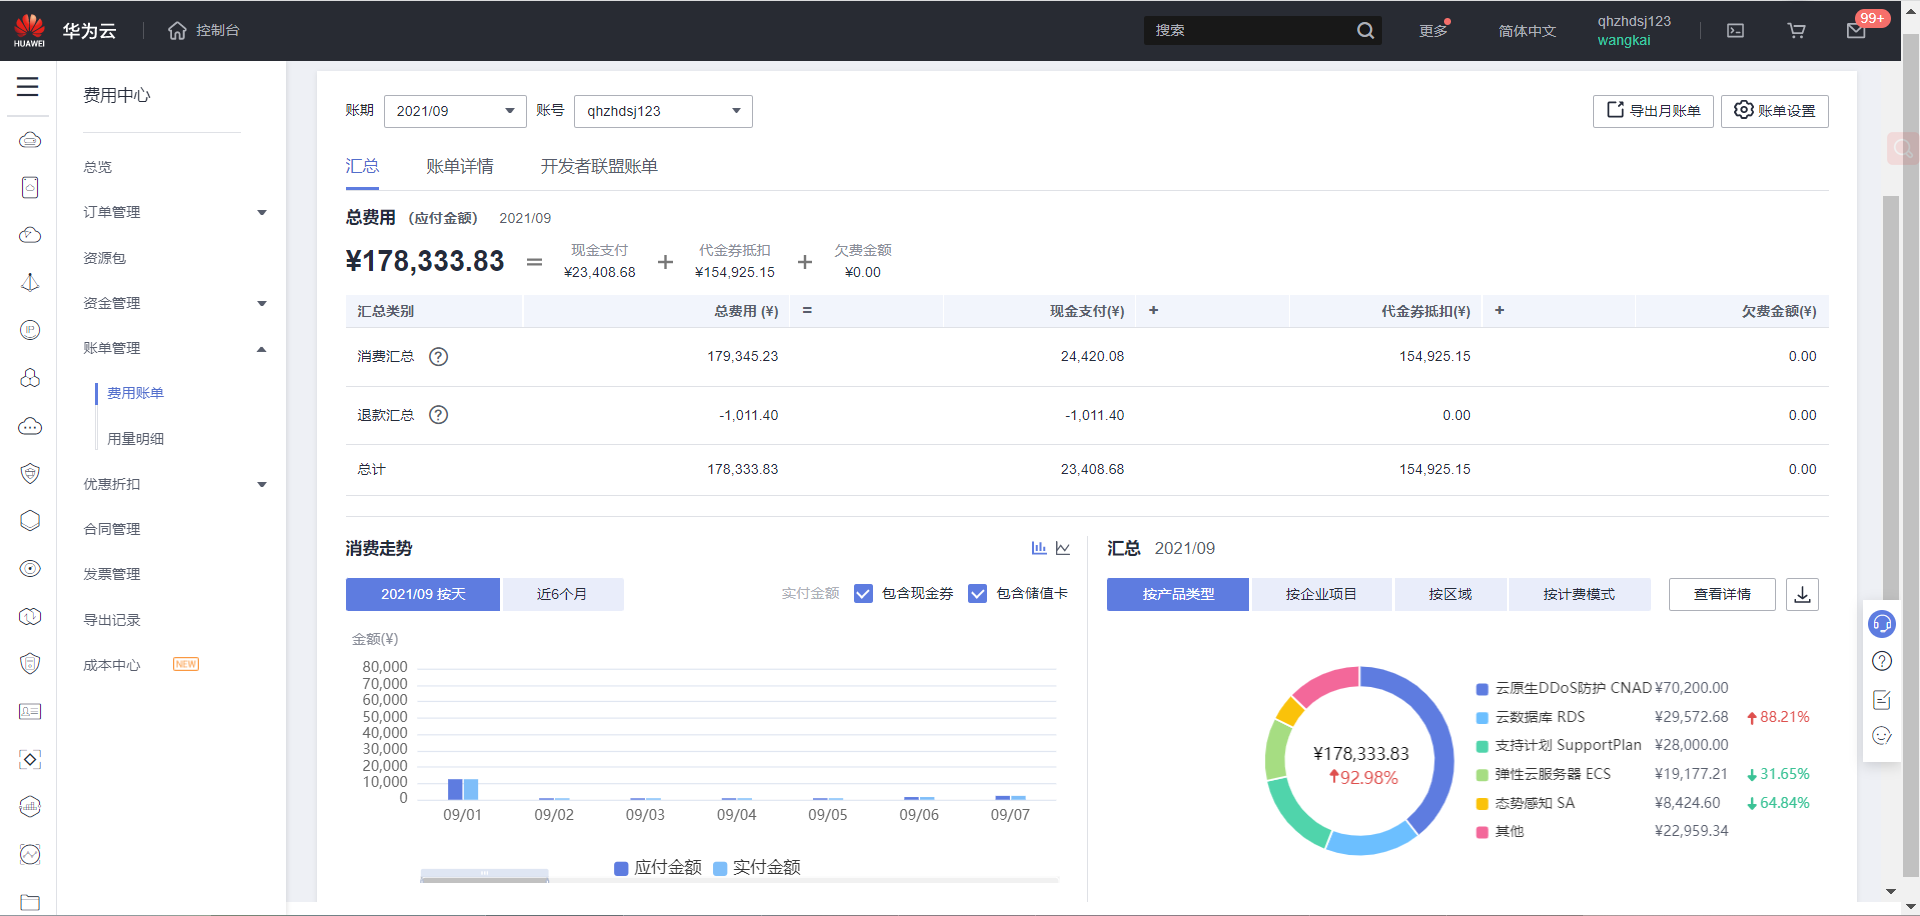 HUAWEI
华为云
控制台
搜索
更多
简体中文
qhzhdsj123
wangkai
99+
费用中心
总览
订单管理
资源包
资金管理
账单管理
费用账单
用量明细
优惠折扣
合同管理
发票管理
导出记录
成本中心 NEW
IP
账期 2021/09 账号 qhzhdsj123
导出月账单 账单设置
汇总 账单详情 开发者联盟账单
总费用 (应付金额) 2021/09
¥178,333.83 = 现金支付 ¥23,408.68 + 代金券抵扣 ¥154,925.15 + 欠费金额 ¥0.00
汇总类别 总费用 (¥) = 现金支付(¥) + 代金券抵扣(¥) + 欠费金额(¥)
消费汇总 179,345.23 24,420.08 154,925.15 0.00
退款汇总 -1,011.40 -1,011.40 0.00 0.00
总计 178,333.83 23,408.68 154,925.15 0.00
消费走势
2021/09 按天 近6个月 实付金额 包含现金券 包含储值卡
金额(¥)
80,000
70,000
60,000
50,000
40,000
30,000
20,000
10,000
0
09/01 09/02 09/03 09/04 09/05 09/06 09/07
应付金额 实付金额
汇总 2021/09
按产品类型 按企业项目 按区域 按计费模式 查看详情
¥178,333.83
92.98%
云原生DDoS防护 CNAD ¥70,200.00
云数据库 RDS ¥29,572.68 88.21%
支持计划 SupportPlan ¥28,000.00
弹性云服务器 ECS ¥19,177.21 31.65%
态势感知 SA ¥8,424.60 64.84%
其他 ¥22,959.34